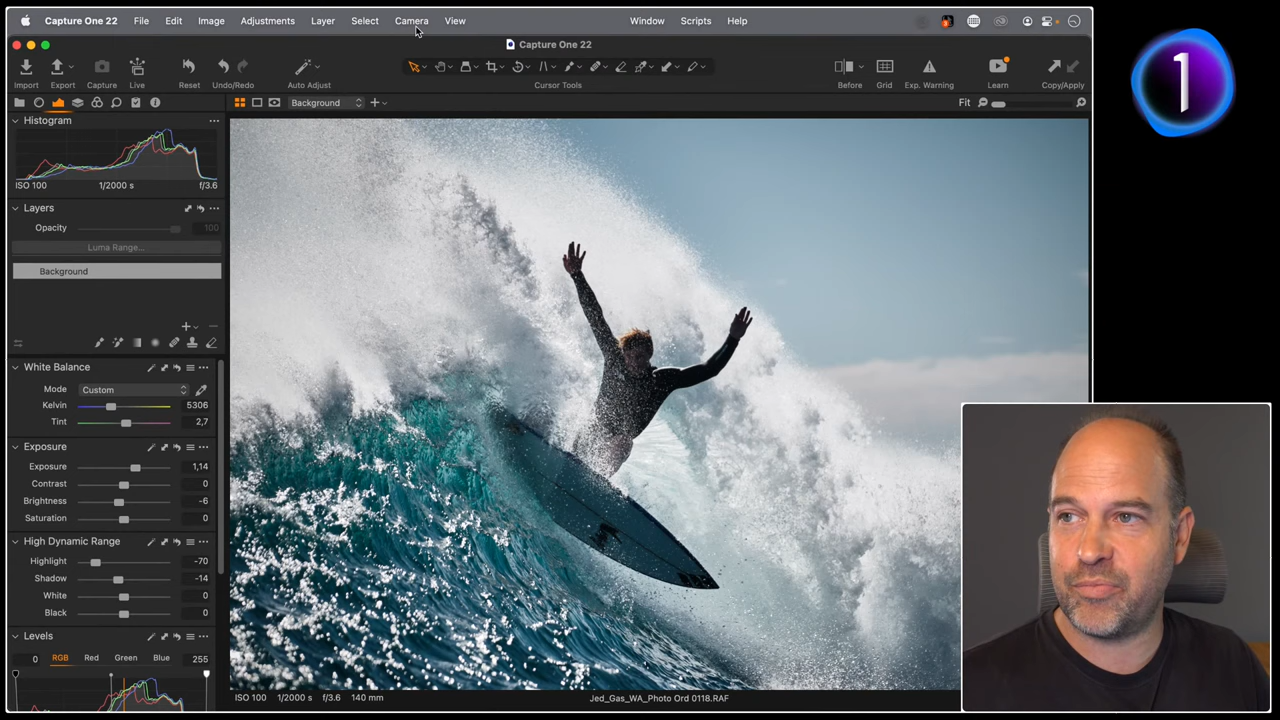 Capture One 22 File Edit Image Adjustments Layer Select Camera View Window Scripts Help
Capture One 22
Import Export Capture Live Reset Undo/Redo Auto Adjust Cursor Tools Before Grid Exp. Warning Learn Copy/Apply
Background Fit
Histogram
ISO 100 1/2000 s f/3.6
Layers
Opacity 100
Luma Range...
Background
White Balance
Mode Custom
Kelvin 5306
Tint 2,7
Exposure
Exposure 1,14
Contrast 0
Brightness -6
Saturation 0
High Dynamic Range
Highlight -70
Shadow -14
White 0
Black 0
Levels
0 RGB Red Green Blue 255
ISO 100 1/2000 s f/3.6 140 mm Jed_Gas_WA_Photo Ord 0118.RAF
1